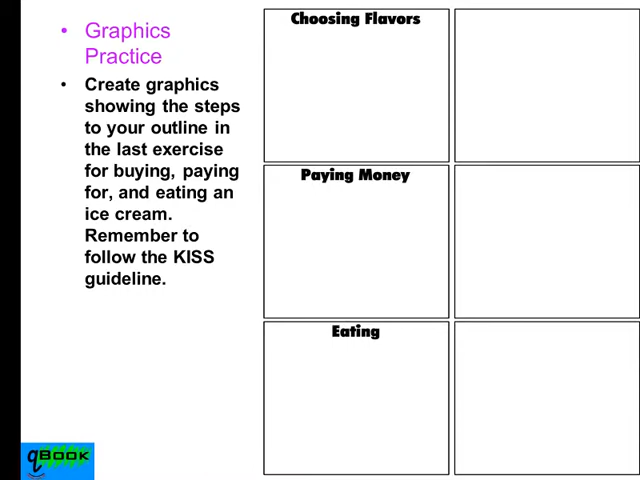 • Graphics
Practice
• Create graphics
showing the steps
to your outline in
the last exercise
for buying, paying
for, and eating an
ice cream.
Remember to
follow the KISS
guideline.
Choosing Flavors
Paying Money
Eating
qBOOK